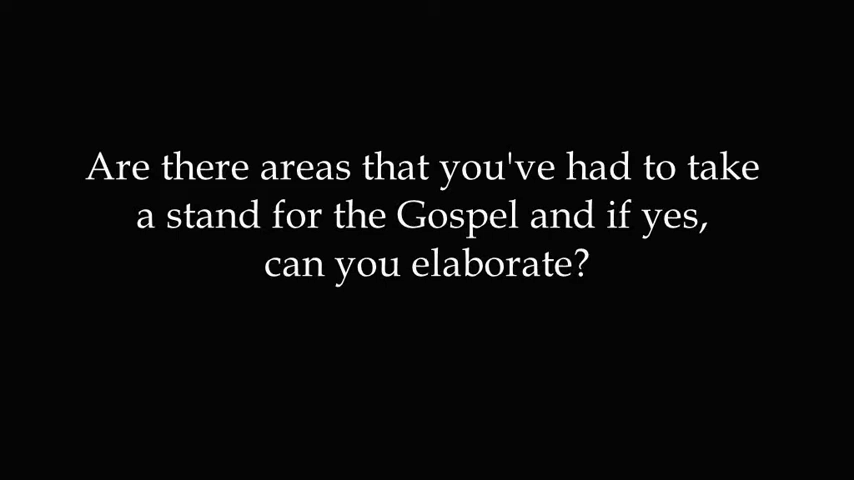 Are there areas that you've had to take
a stand for the Gospel and if yes,
can you elaborate?